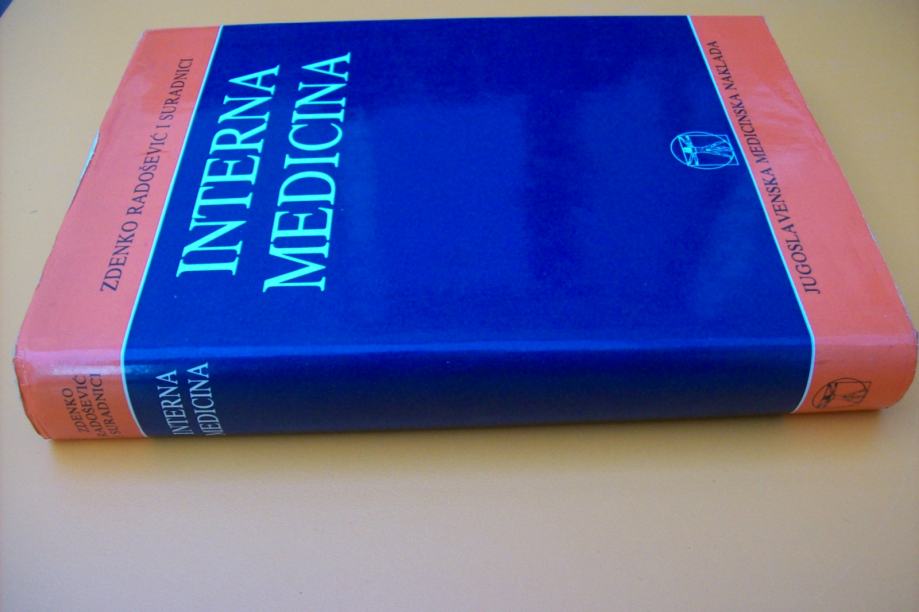 ZDENKO RADOŠEVIĆ I SURADNICI
INTERNA
MEDICINA
JUGOSLAVENSKA MEDICINSKA NAKLADA
ZDENKO
RADOŠEVIĆ
SURADNICI
INTERNA
MEDICINA